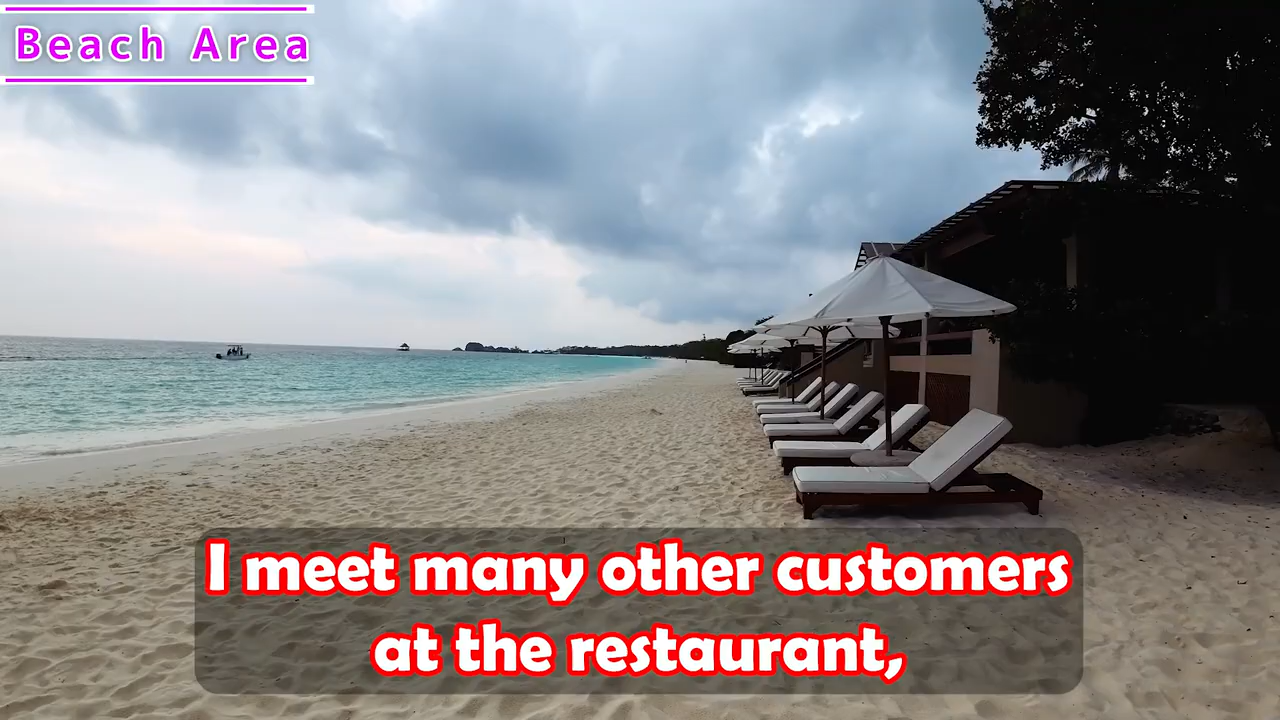 Beach Area
I meet many other customers
at the restaurant,